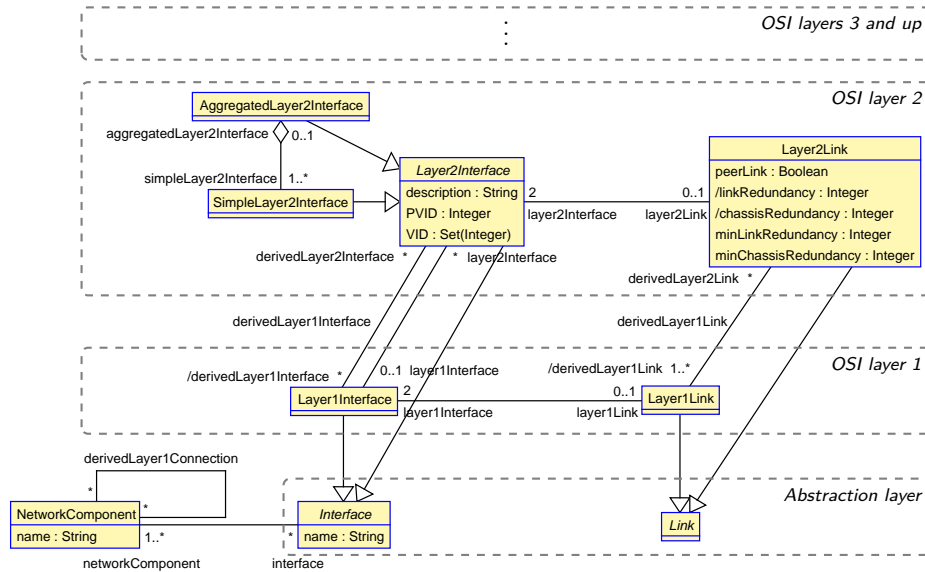 OSI layers 3 and up
OSI layer 2
AggregatedLayer2Interface
aggregatedLayer2Interface
0..1
simpleLayer2Interface
1..*
SimpleLayer2Interface
Layer2Interface
description : String
PVID : Integer
VID : Set(Integer)
2
layer2Interface
0..1
layer2Link
Layer2Link
peerLink : Boolean
/linkRedundancy : Integer
/chassisRedundancy : Integer
minLinkRedundancy : Integer
minChassisRedundancy : Integer
derivedLayer2Interface *
* layer2Interface
derivedLayer2Link *
derivedLayer1Interface
derivedLayer1Link
OSI layer 1
/derivedLayer1Interface *
0..1 layer1Interface
/derivedLayer1Link 1..*
Layer1Interface
2
layer1Interface
0..1
layer1Link
Layer1Link
derivedLayer1Connection
*
*
NetworkComponent
name : String
1..*
networkComponent
*
interface
Abstraction layer
Interface
name : String
Link